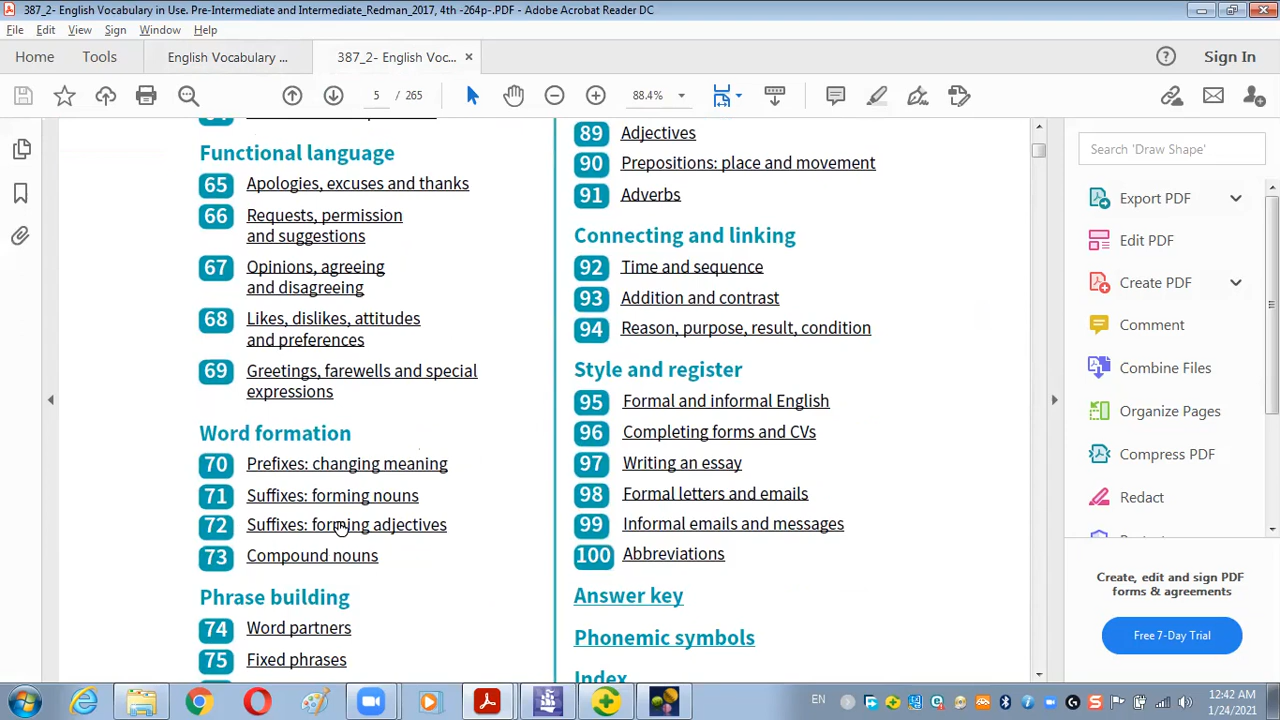 387_2- English Vocabulary in Use. Pre-Intermediate and Intermediate_Redman_2017, 4th -264p-.PDF - Adobe Acrobat Reader DC
File Edit View Sign Window Help
Home Tools English Vocabulary ... 387_2- English Voc... × Sign In
5 / 265 88.4%
Functional language
65 Apologies, excuses and thanks
66 Requests, permission
and suggestions
67 Opinions, agreeing
and disagreeing
68 Likes, dislikes, attitudes
and preferences
69 Greetings, farewells and special
expressions
Word formation
70 Prefixes: changing meaning
71 Suffixes: forming nouns
72 Suffixes: forming adjectives
73 Compound nouns
Phrase building
74 Word partners
75 Fixed phrases
89 Adjectives
90 Prepositions: place and movement
91 Adverbs
Connecting and linking
92 Time and sequence
93 Addition and contrast
94 Reason, purpose, result, condition
Style and register
95 Formal and informal English
96 Completing forms and CVs
97 Writing an essay
98 Formal letters and emails
99 Informal emails and messages
100 Abbreviations
Answer key
Phonemic symbols
Index
Search 'Draw Shape'
Export PDF
Edit PDF
Create PDF
Comment
Combine Files
Organize Pages
Compress PDF
Redact
Create, edit and sign PDF
forms & agreements
Free 7-Day Trial
EN
12:42 AM
1/24/2021